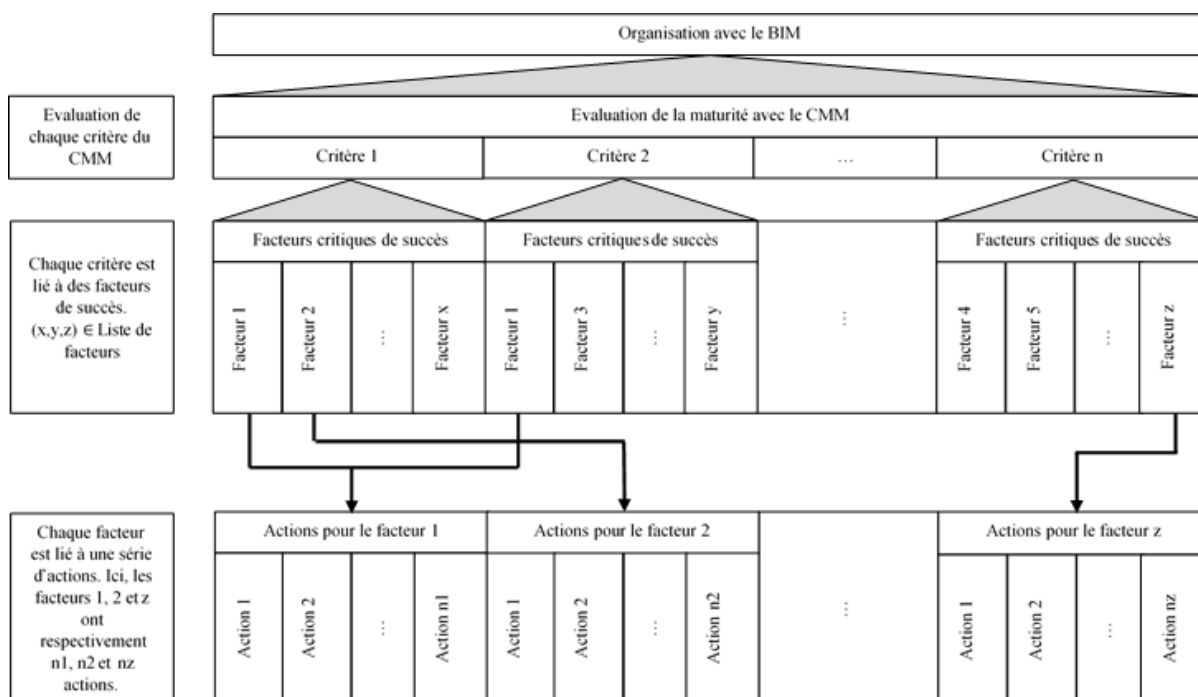 Organisation avec le BIM
Evaluation de
chaque critère du
CMM
Evaluation de la maturité avec le CMM
Critère 1
Critère 2
…
Critère n
Chaque critère est
lié à des facteurs
de succès.
(x,y,z) ∈ Liste de
facteurs
Facteurs critiques de succès
Facteur 1
Facteur 2
…
Facteur x
Facteurs critiques de succès
Facteur 1
Facteur 3
…
Facteur y
…
Facteurs critiques de succès
Facteur 4
Facteur 5
…
Facteur z
Chaque facteur
est lié à une série
d'actions. Ici, les
facteurs 1, 2 et z
ont
respectivement
n1, n2 et nz
actions.
Actions pour le facteur 1
Action 1
Action 2
…
Action n1
Actions pour le facteur 2
Action 1
Action 2
…
Action n2
…
Actions pour le facteur z
Action 1
Action 2
…
Action nz